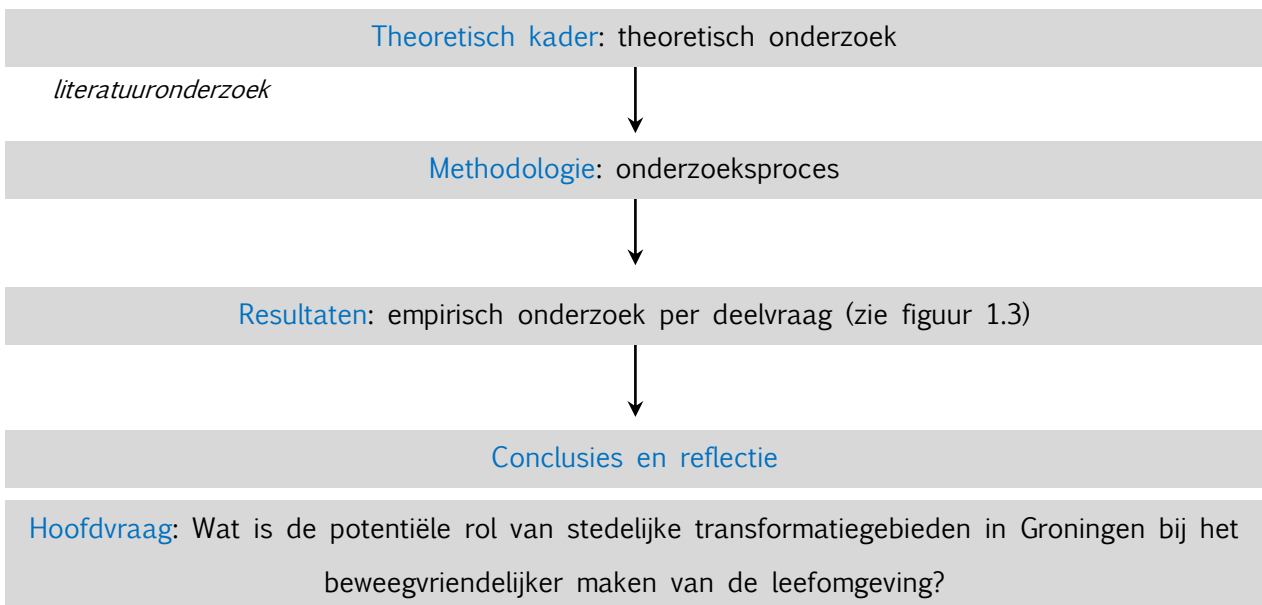 Theoretisch kader: theoretisch onderzoek
literatuuronderzoek
Methodologie: onderzoeksproces
Resultaten: empirisch onderzoek per deelvraag (zie figuur 1.3)
Conclusies en reflectie
Hoofdvraag: Wat is de potentiële rol van stedelijke transformatiegebieden in Groningen bij het
beweegvriendelijker maken van de leefomgeving?